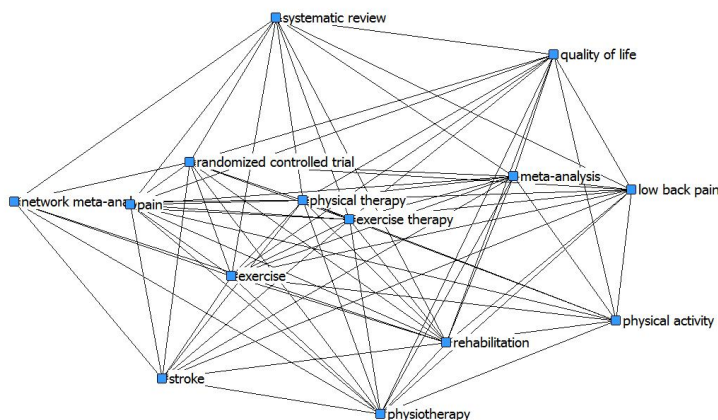 systematic review
quality of life
randomized controlled trial
meta-analysis
low back pain
network meta-anal
pain
physical therapy
exercise therapy
exercise
physical activity
rehabilitation
stroke
physiotherapy